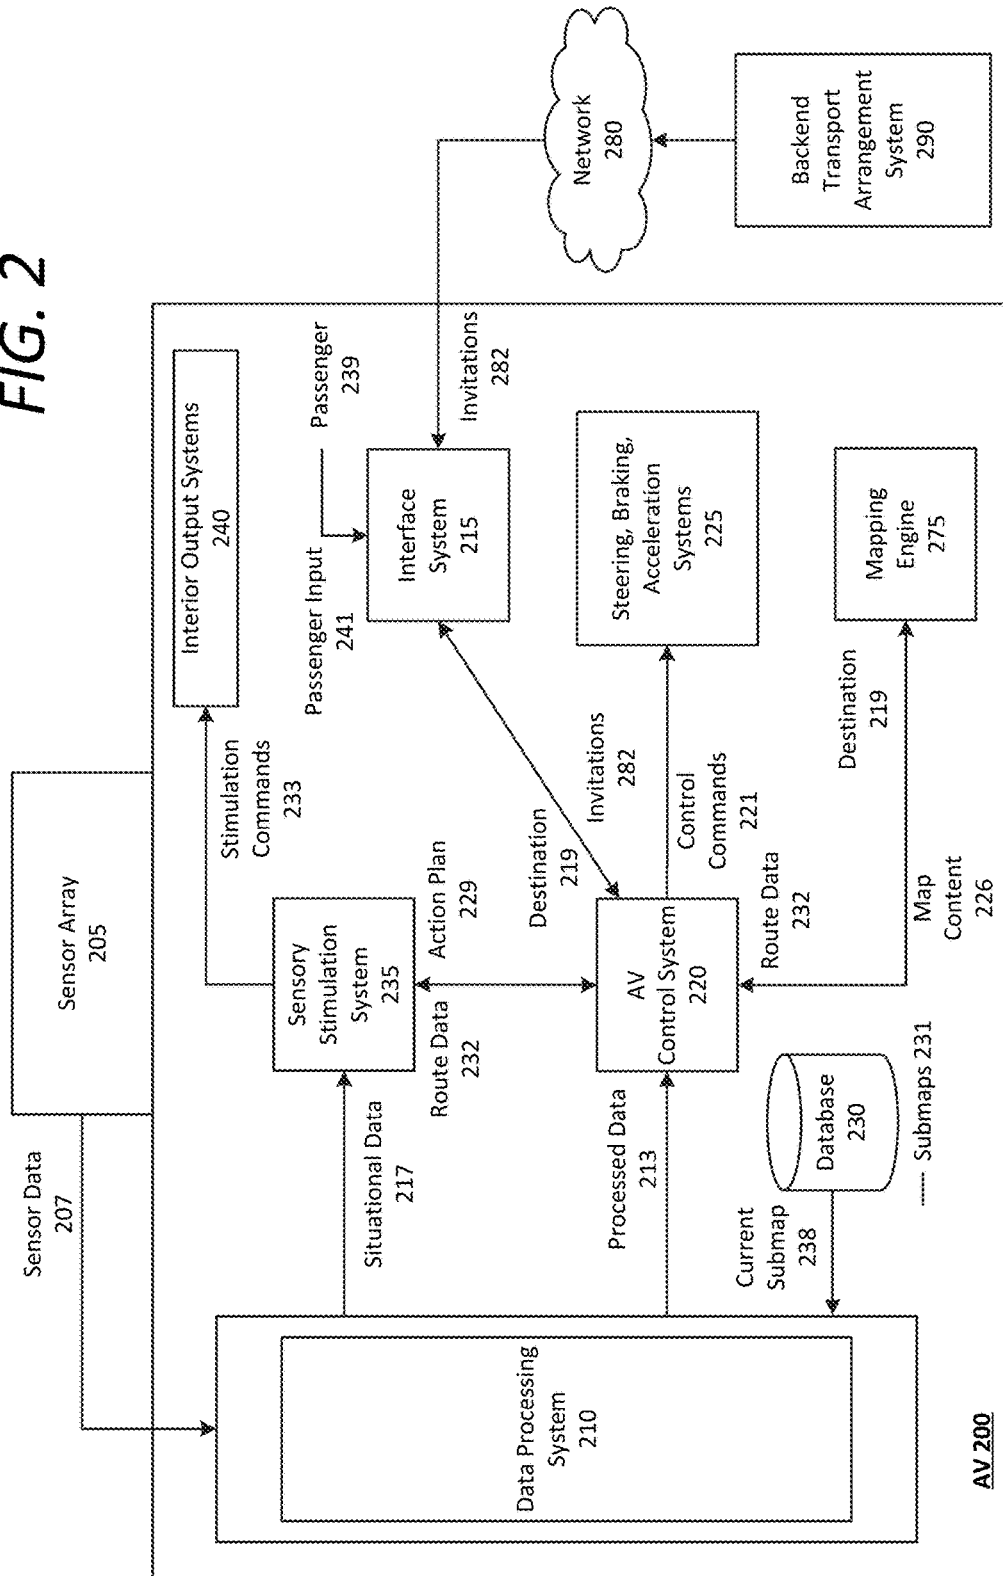 FIG. 2
Sensor Array
205
Sensor Data
207
Interior Output Systems
240
Stimulation
Commands
233
Passenger
239
Passenger Input
241
Sensory
Stimulation
System
235
Situational Data
217
Route Data
232
Action Plan
229
Interface
System
215
Invitations
282
Network
280
Backend
Transport
Arrangement
System
290
Destination
219
Invitations
282
Steering, Braking,
Acceleration
Systems
225
Control
Commands
221
AV
Control System
220
Processed Data
213
Data Processing
System
210
Route Data
232
Destination
219
Mapping
Engine
275
Map
Content
226
Database
230
Current
Submap
238
Submaps 231
AV 200